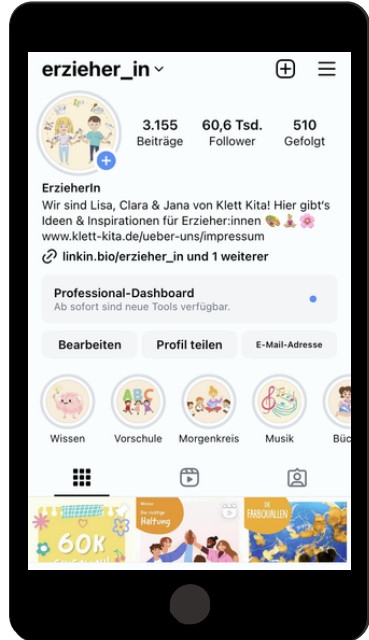 erzieher_in
3.155 60,6 Tsd. 510
Beiträge Follower Gefolgt
ErzieherIn
Wir sind Lisa, Clara & Jana von Klett Kita! Hier gibt's
Ideen & Inspirationen für Erzieher:innen
www.klett-kita.de/ueber-uns/impressum
linkin.bio/erzieher_in und 1 weiterer
Professional-Dashboard
Ab sofort sind neue Tools verfügbar.
Bearbeiten Profil teilen E-Mail-Adresse
ABC
Wissen Vorschule Morgenkreis Musik Büc
Die richtige
Haltung
DIE
FARBQUALLEN
60K